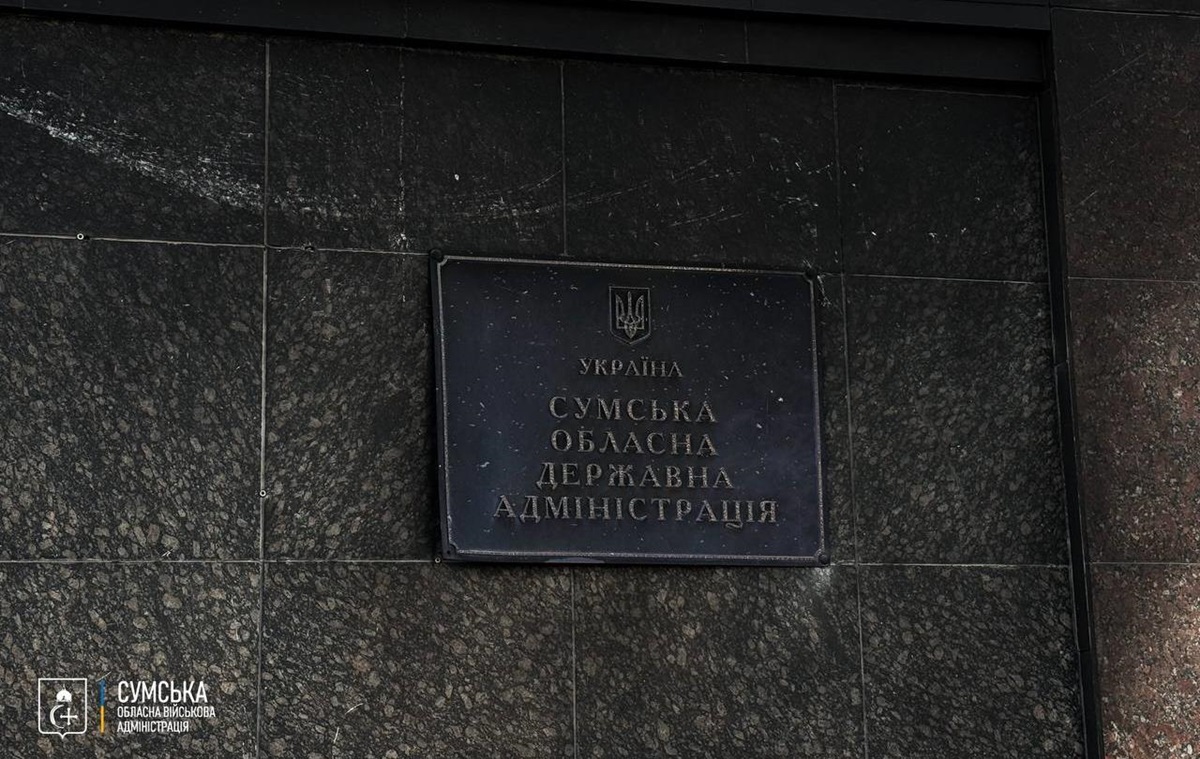 УКРАЇНА
СУМСЬКА
ОБЛАСНА
ДЕРЖАВНА
АДМІНІСТРАЦІЯ
СУМСЬКА
ОБЛАСНА ВІЙСЬКОВА
АДМІНІСТРАЦІЯ